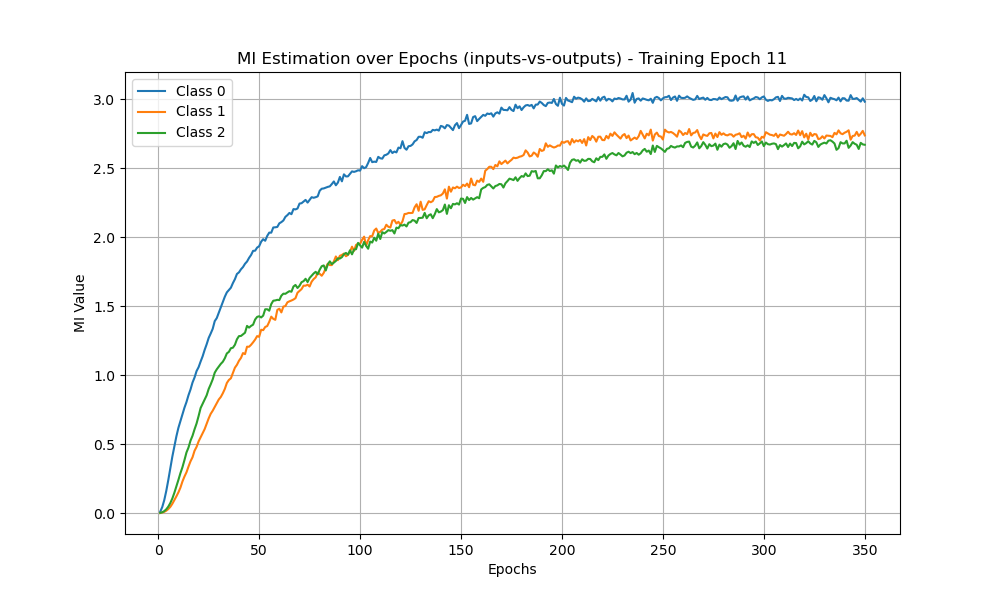 MI Estimation over Epochs (inputs-vs-outputs) - Training Epoch 11
Class 0
Class 1
Class 2
3.0
2.5
2.0
1.5
1.0
0.5
0.0
MI Value
0 50 100 150 200 250 300 350
Epochs